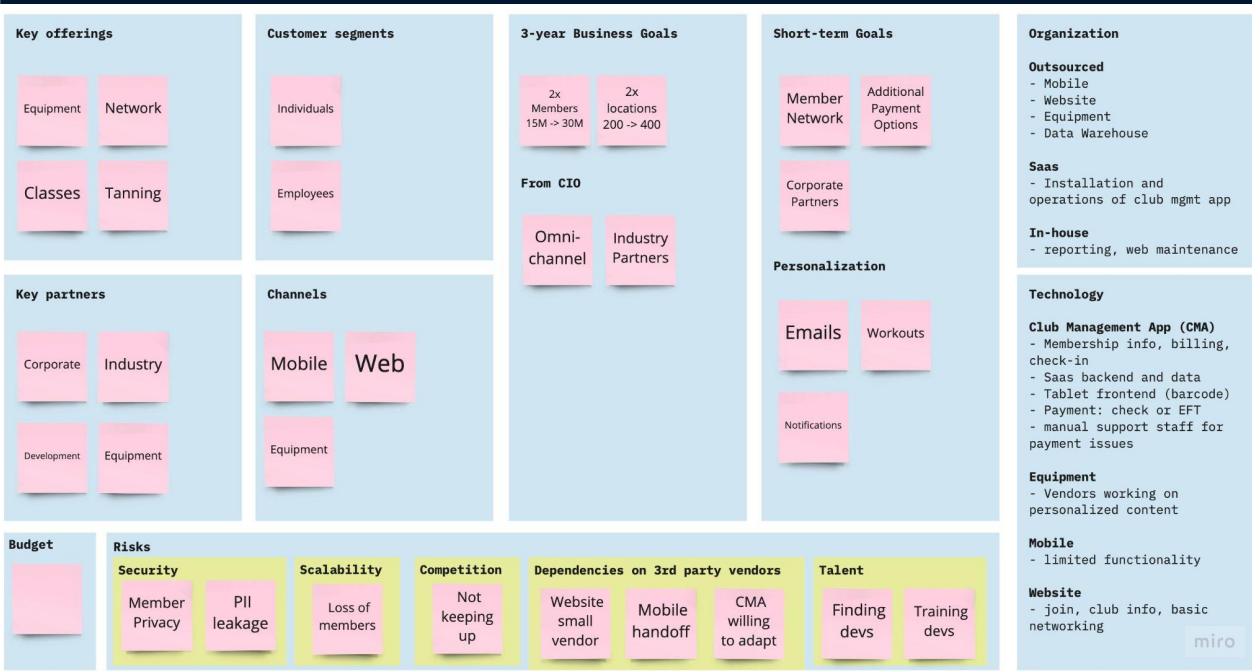 Key offerings
Equipment
Network
Classes
Tanning
Customer segments
Individuals
Employees
3-year Business Goals
2x
Members
15M -> 30M
2x
locations
200 -> 400
From CIO
Omni-
channel
Industry
Partners
Short-term Goals
Member
Network
Additional
Payment
Options
Corporate
Partners
Personalization
Emails
Workouts
Notifications
Organization
Outsourced
- Mobile
- Website
- Equipment
- Data Warehouse
Saas
- Installation and
operations of club mgmt app
In-house
- reporting, web maintenance
Key partners
Corporate
Industry
Development
Equipment
Channels
Mobile
Web
Equipment
Technology
Club Management App (CMA)
- Membership info, billing,
check-in
- Saas backend and data
- Tablet frontend (barcode)
- Payment: check or EFT
- manual support staff for
payment issues
Equipment
- Vendors working on
personalized content
Mobile
- limited functionality
Website
- join, club info, basic
networking
Budget
Risks
Security
Member
Privacy
PII
leakage
Scalability
Loss of
members
Competition
Not
keeping
up
Dependencies on 3rd party vendors
Website
small
vendor
Mobile
handoff
CMA
willing
to adapt
Talent
Finding
devs
Training
devs
miro